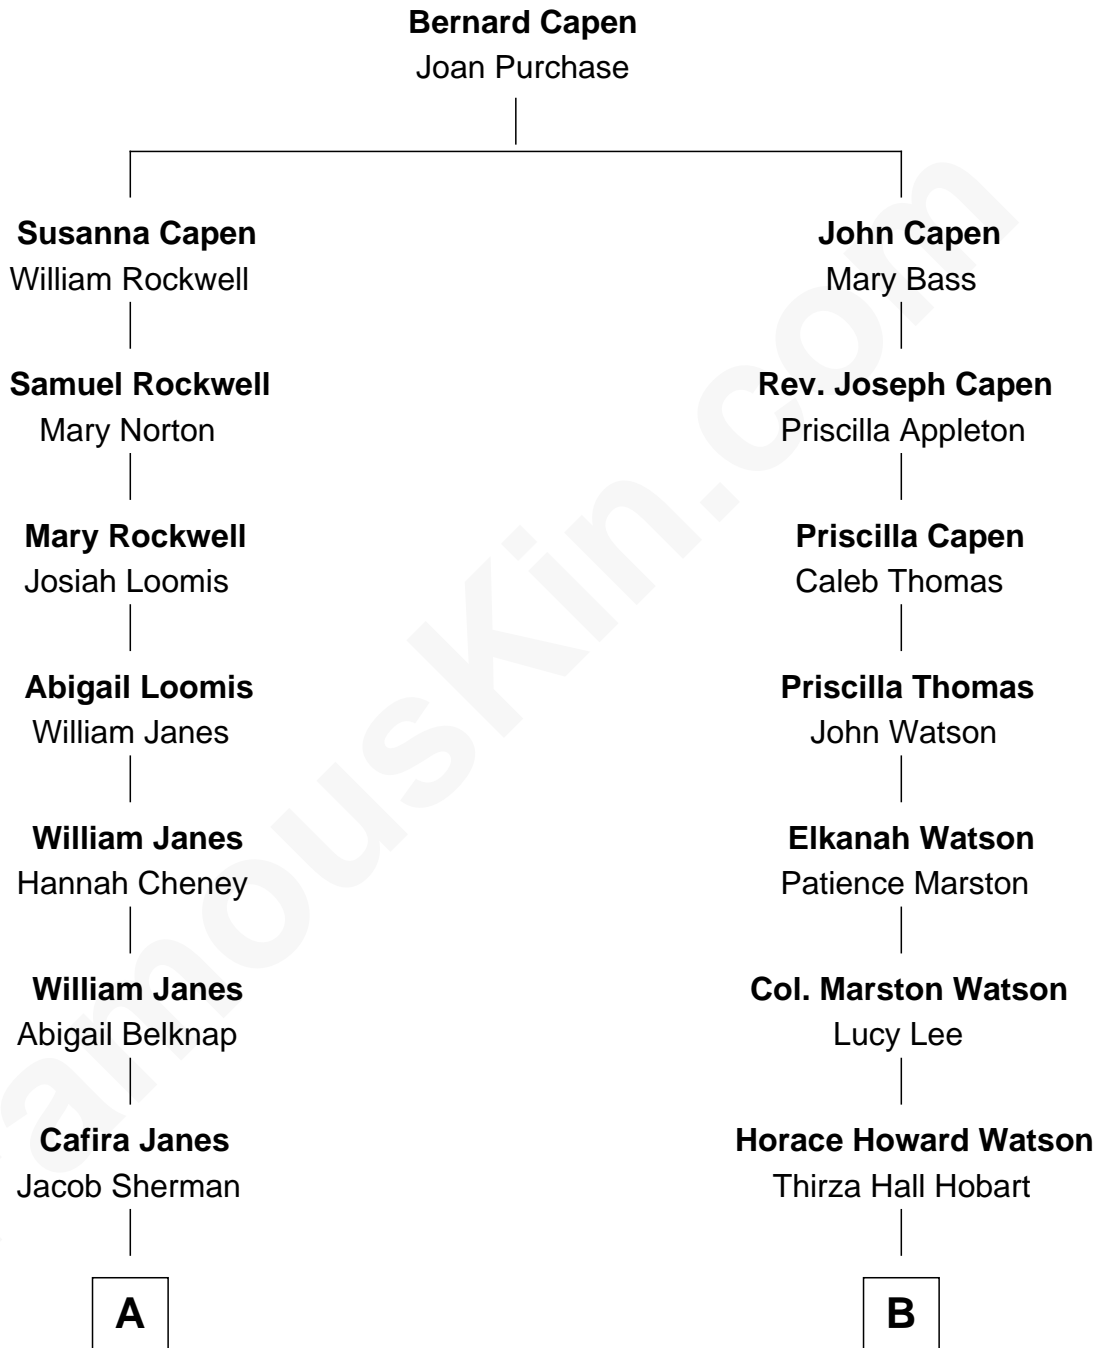 Bernard Capen
Joan Purchase
Susanna Capen
William Rockwell
John Capen
Mary Bass
Samuel Rockwell
Mary Norton
Rev. Joseph Capen
Priscilla Appleton
Mary Rockwell
Josiah Loomis
Priscilla Capen
Caleb Thomas
Abigail Loomis
William Janes
Priscilla Thomas
John Watson
William Janes
Hannah Cheney
Elkanah Watson
Patience Marston
William Janes
Abigail Belknap
Col. Marston Watson
Lucy Lee
Cafira Janes
Jacob Sherman
Horace Howard Watson
Thirza Hall Hobart
A
B
amouskin.com